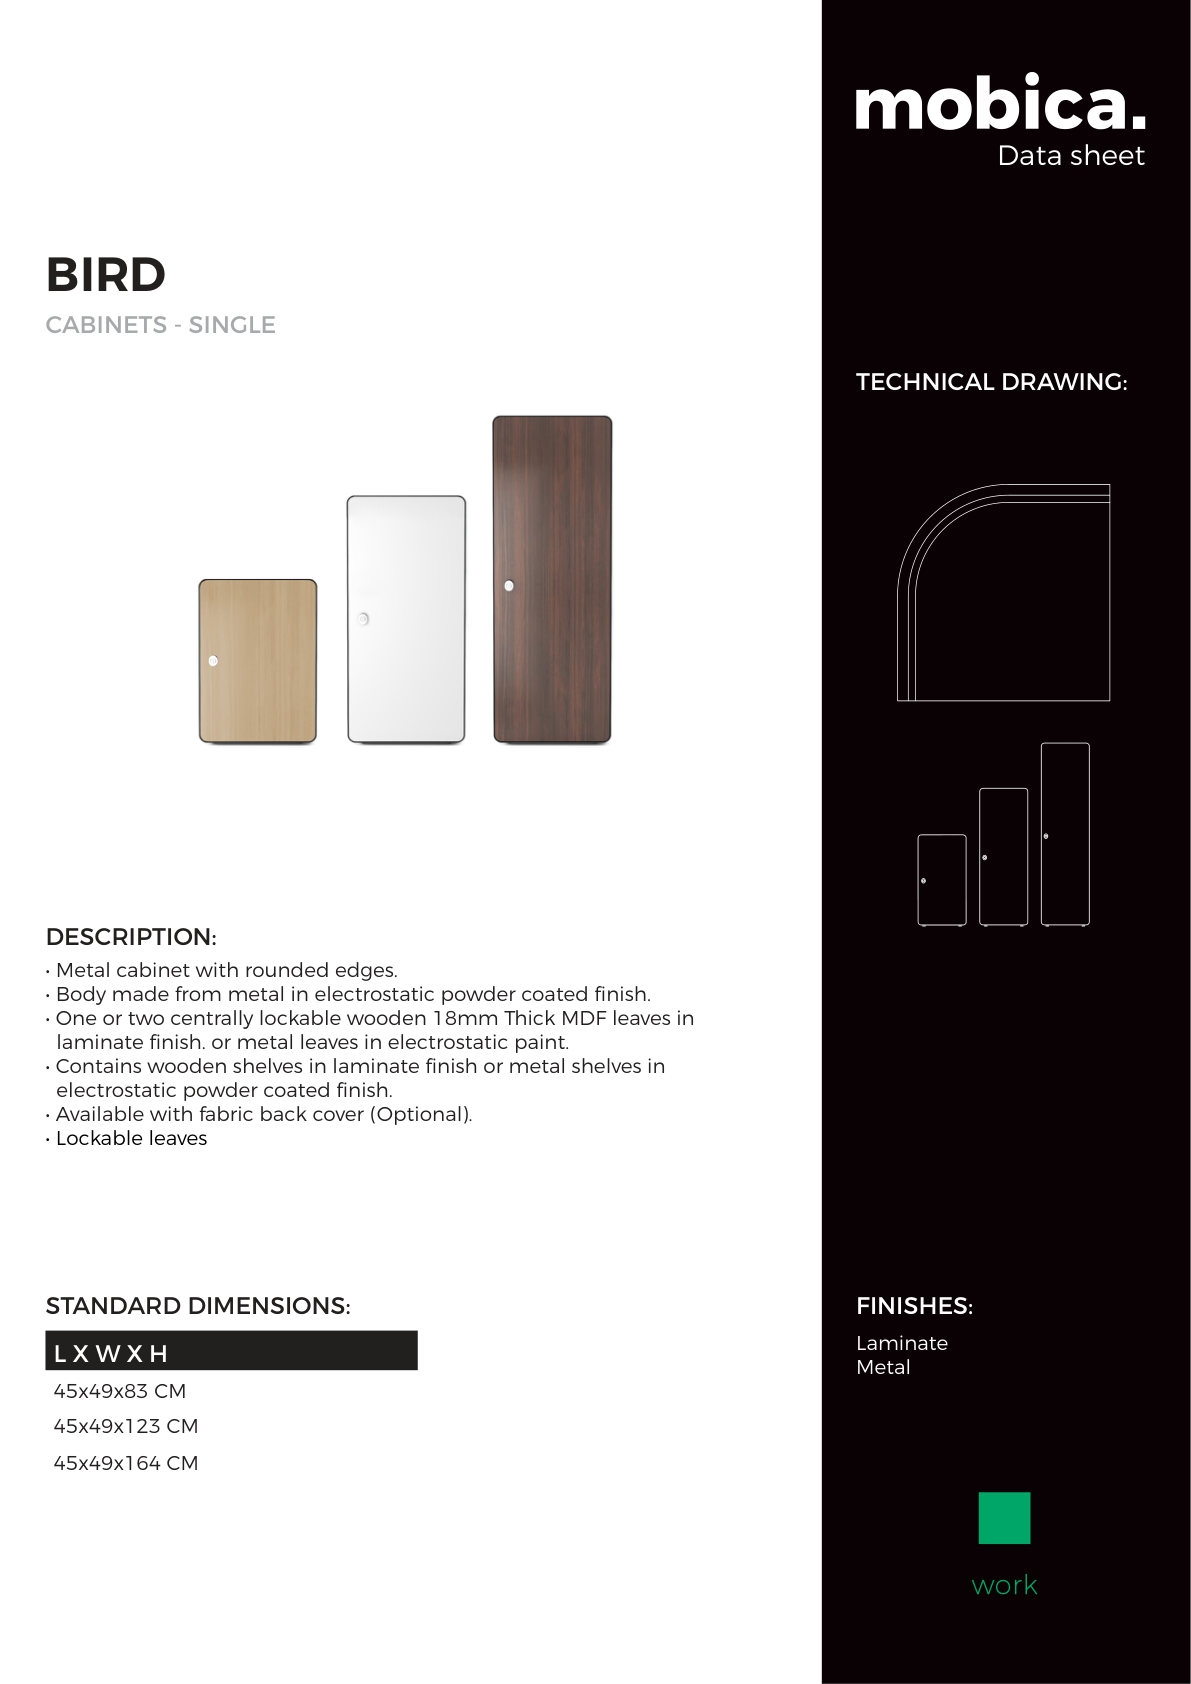 mobica.
Data sheet
BIRD
CABINETS - SINGLE
TECHNICAL DRAWING:
DESCRIPTION:
• Metal cabinet with rounded edges.
• Body made from metal in electrostatic powder coated finish.
• One or two centrally lockable wooden 18mm Thick MDF leaves in
laminate finish. or metal leaves in electrostatic paint.
• Contains wooden shelves in laminate finish or metal shelves in
electrostatic powder coated finish.
• Available with fabric back cover (Optional).
• Lockable leaves
STANDARD DIMENSIONS:
L X W X H
45x49x83 CM
45x49x123 CM
45x49x164 CM
FINISHES:
Laminate
Metal
work